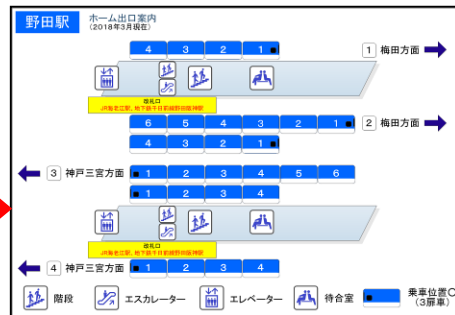 野田駅 ホーム出口案内
(2018年3月現在)
4 3 2 1
1 梅田方面
改札口
JR海老江駅、地下鉄千日前線野田阪神駅
6 5 4 3 2 1
2 梅田方面
4 3 2 1
3 神戸三宮方面
1 2 3 4 5 6
1 2 3 4
改札口
JR海老江駅、地下鉄千日前線野田阪神駅
4 神戸三宮方面
1 2 3 4
階段 エスカレーター エレベーター 待合室 乗車位置○
(3扉車)